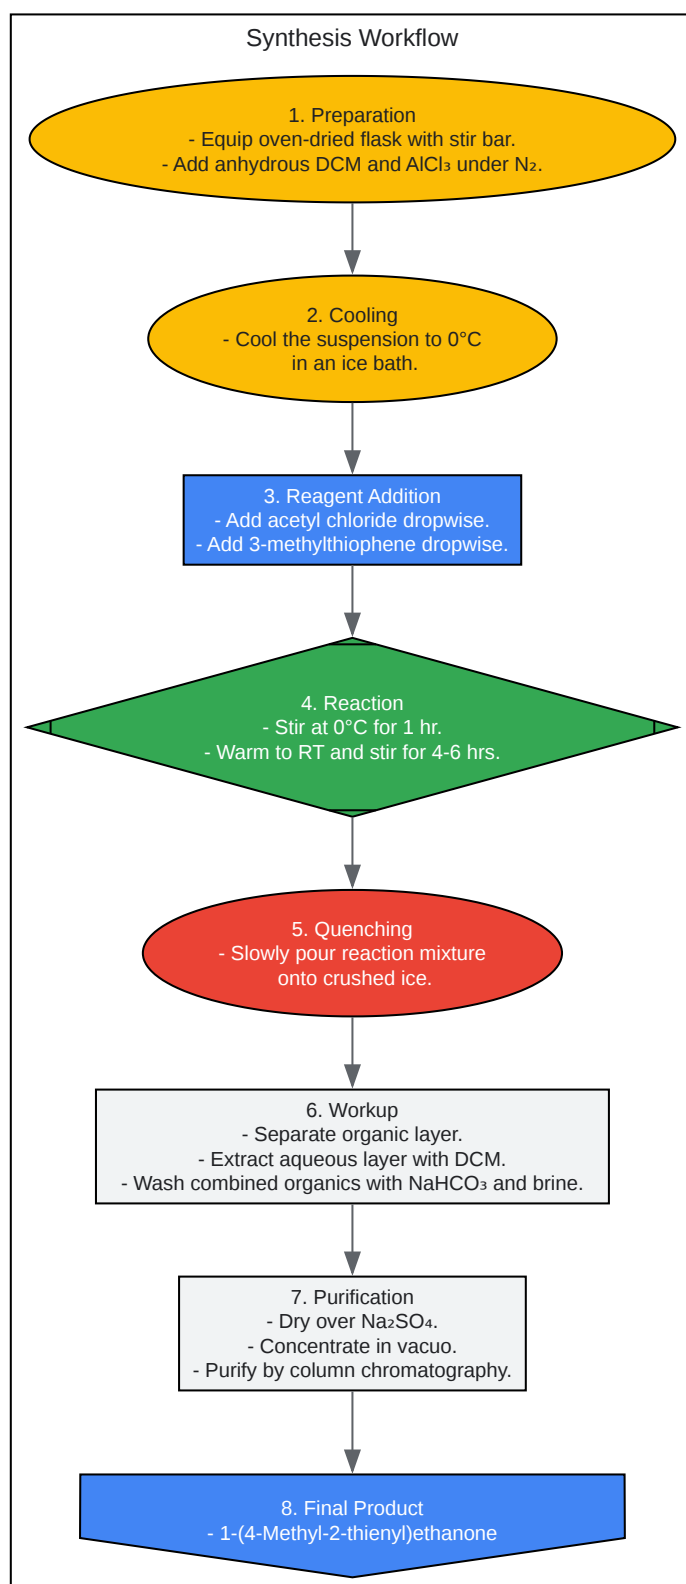 Synthesis Workflow
1. Preparation
- Equip oven-dried flask with stir bar.
- Add anhydrous DCM and AlCl₃ under N₂.
2. Cooling
- Cool the suspension to 0°C
in an ice bath.
3. Reagent Addition
- Add acetyl chloride dropwise.
- Add 3-methylthiophene dropwise.
4. Reaction
- Stir at 0°C for 1 hr.
- Warm to RT and stir for 4-6 hrs.
5. Quenching
- Slowly pour reaction mixture
onto crushed ice.
6. Workup
- Separate organic layer.
- Extract aqueous layer with DCM.
- Wash combined organics with NaHCO₃ and brine.
7. Purification
- Dry over Na₂SO₄.
- Concentrate in vacuo.
- Purify by column chromatography.
8. Final Product
- 1-(4-Methyl-2-thienyl)ethanone